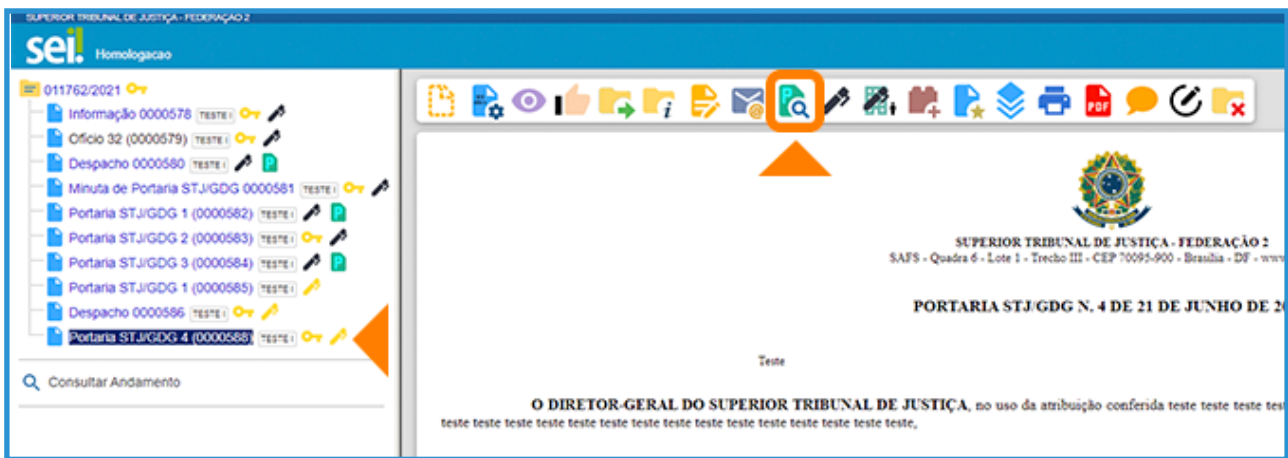 SUPERIOR TRIBUNAL DE JUSTIÇA - FEDERAÇÃO 2
sei! Homologacao
011762/2021
Informação 0000578 TESTE I
Ofício 32 (0000579) TESTE I
Despacho 0000580 TESTE I P
Minuta de Portaria STJ/GDG 0000581 TESTE I
Portaria STJ/GDG 1 (0000582) TESTE I P
Portaria STJ/GDG 2 (0000583) TESTE I
Portaria STJ/GDG 3 (0000584) TESTE I P
Portaria STJ/GDG 1 (0000585) TESTE I
Despacho 0000586 TESTE I
Portaria STJ/GDG 4 (0000588) TESTE I
Consultar Andamento
PDF
SUPERIOR TRIBUNAL DE JUSTIÇA - FEDERAÇÃO 2
SAFS - Quadra 6 - Lote 1 - Trecho III - CEP 70095-900 - Brasília - DF - www
PORTARIA STJ/GDG N. 4 DE 21 DE JUNHO DE 20
Teste
O DIRETOR-GERAL DO SUPERIOR TRIBUNAL DE JUSTIÇA, no uso da atribuição conferida teste teste teste tes
teste teste teste teste teste teste teste teste teste teste teste teste teste teste teste,